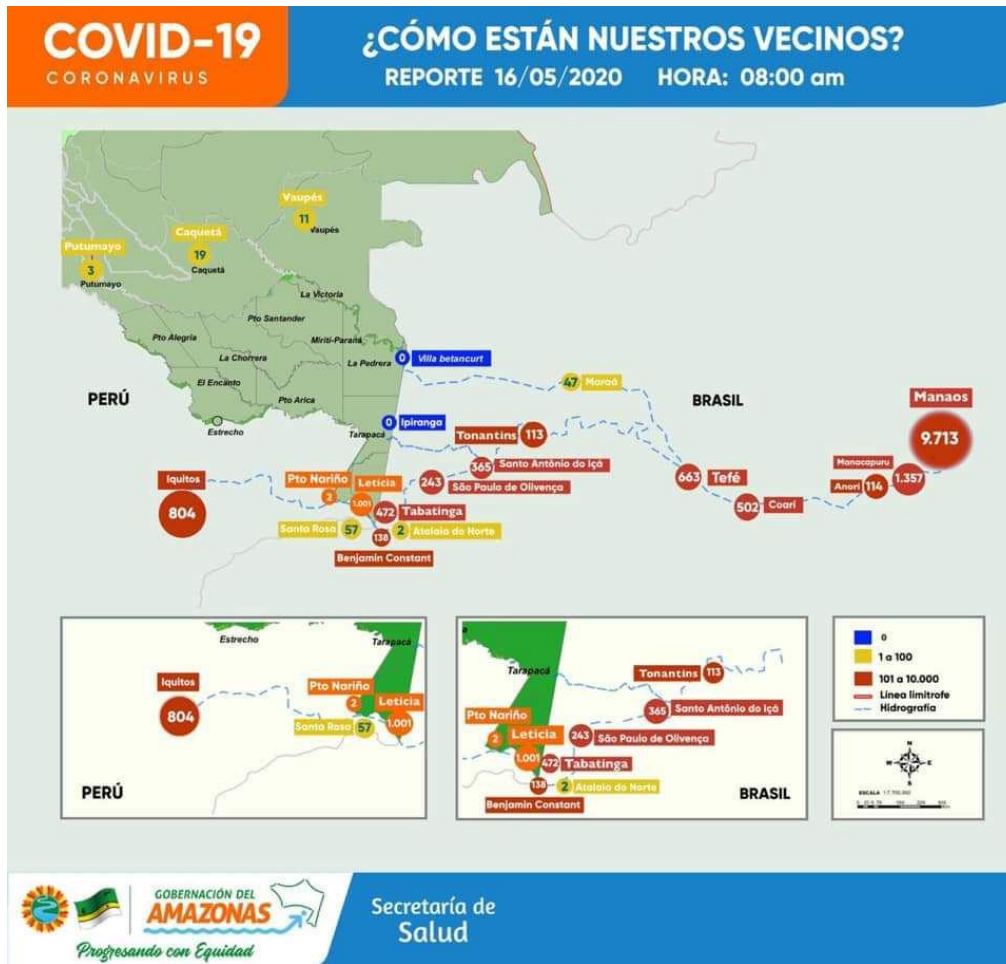 COVID-19
CORONAVIRUS
¿CÓMO ESTÁN NUESTROS VECINOS?
REPORTE 16/05/2020 HORA: 08:00 am
Vaupés
11
Vaupés
Caquetá
19
Caquetá
Putumayo
3
Putumayo
La Victoria
Pto Santander
Pto Alegría
Mirití-Paraná
La Chorrera
La Pedrera
0 Villa betancurt
El Encanto
47 Maraã
PERÚ
Pto Arica
BRASIL
Manaos
9.713
Estrecho
Tarapacá
0 Ipiranga
Tonantins 113
365 Santo Antônio do Içá
243 São Paulo de Olivença
663 Tefé
Manacapuru
1.357
Anori 114
502 Coari
Iquitos
804
Pto Nariño
2
Leticia
1.001
472 Tabatinga
Santa Rosa 57
2 Atalaia do Norte
138
Benjamin Constant
Estrecho
Tarapacá
Iquitos
804
Pto Nariño
2
Leticia
1.001
Santa Rosa 57
PERÚ
a
Tarapacá
Tonantins 113
365 Santo Antônio do Içá
Pto Nariño
2
Leticia
1.001
243 São Paulo de Olivença
472 Tabatinga
138
2 Atalaia do Norte
Benjamin Constant
BRASIL
0
1 a 100
101 a 10.000
Línea limítrofe
Hidrografía
N
W E
S
ESCALA
GOBERNACIÓN DEL
AMAZONAS
Progresando con Equidad
Secretaría de
Salud